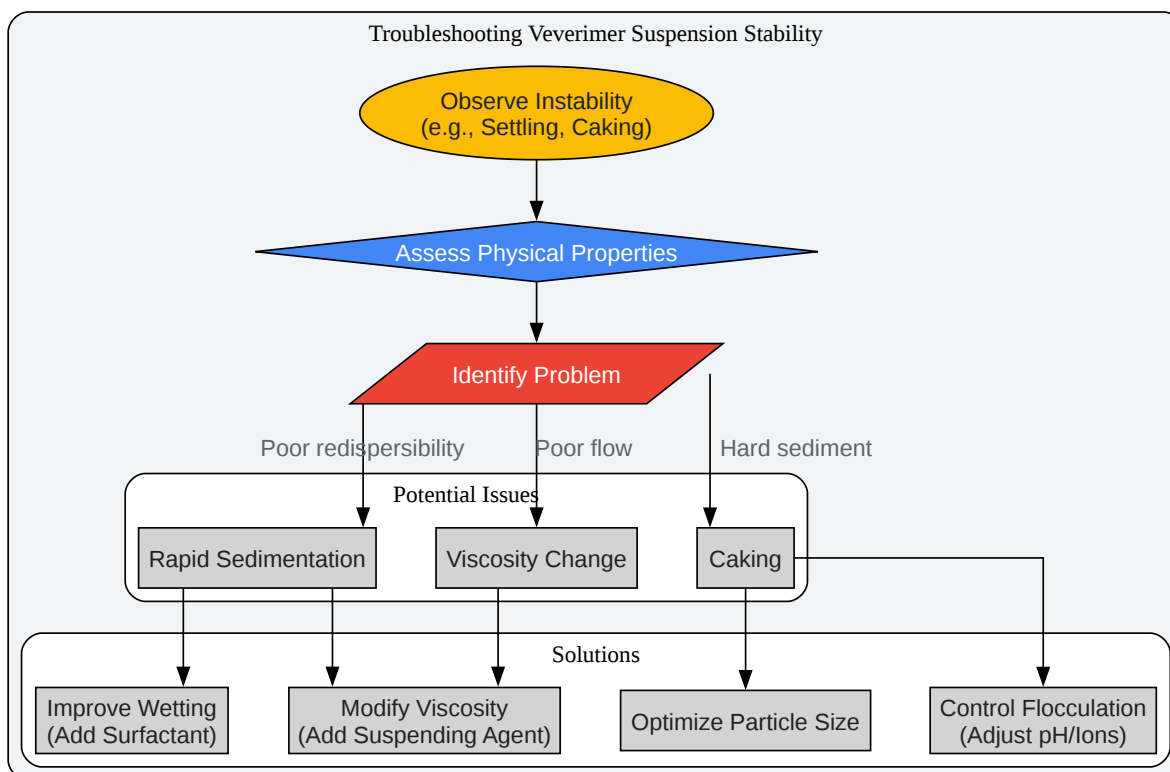 Troubleshooting Veverimer Suspension Stability
Observe Instability
(e.g., Settling, Caking)
Assess Physical Properties
Identify Problem
Poor redispersibility
Poor flow
Hard sediment
Potential Issues
Rapid Sedimentation
Viscosity Change
Caking
Solutions
Improve Wetting
(Add Surfactant)
Modify Viscosity
(Add Suspending Agent)
Optimize Particle Size
Control Flocculation
(Adjust pH/Ions)